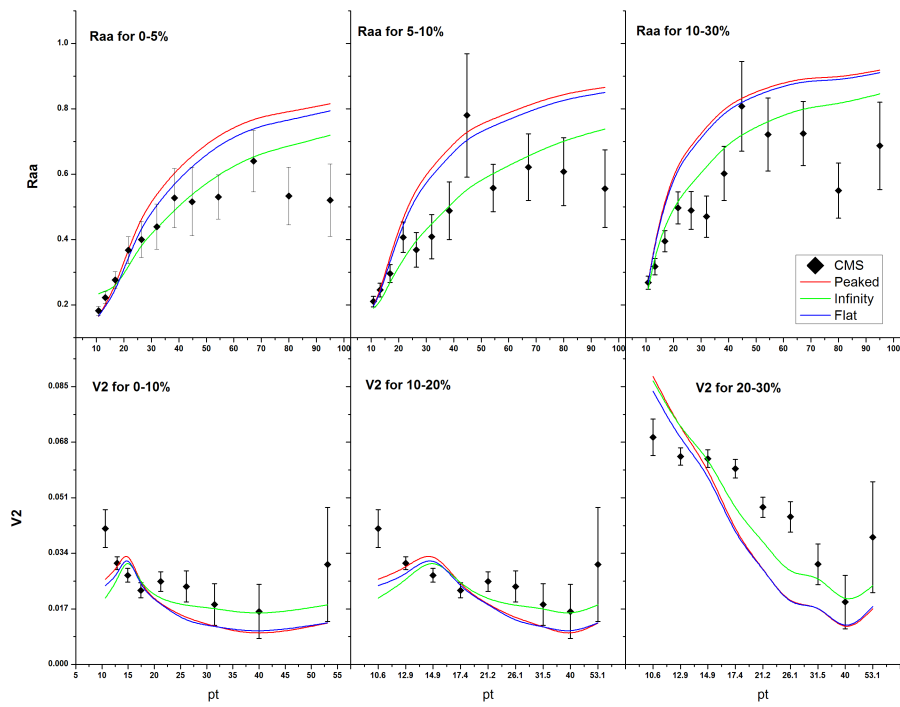 Raa for 0-5%
Raa for 5-10%
Raa for 10-30%
1.0
0.8
0.6
0.4
0.2
Raa
CMS
Peaked
Infinity
Flat
10 20 30 40 50 60 70 80 90 100
10 20 30 40 50 60 70 80 90 100
10 20 30 40 50 60 70 80 90 100
V2 for 0-10%
V2 for 10-20%
V2 for 20-30%
0.085
0.068
0.051
0.034
0.017
0.000
V2
5 10 15 20 25 30 35 40 45 50 55
10.6 12.9 14.9 17.4 21.2 26.1 31.5 40 53.1
10.6 12.9 14.9 17.4 21.2 26.1 31.5 40 53.1
pt
pt
pt